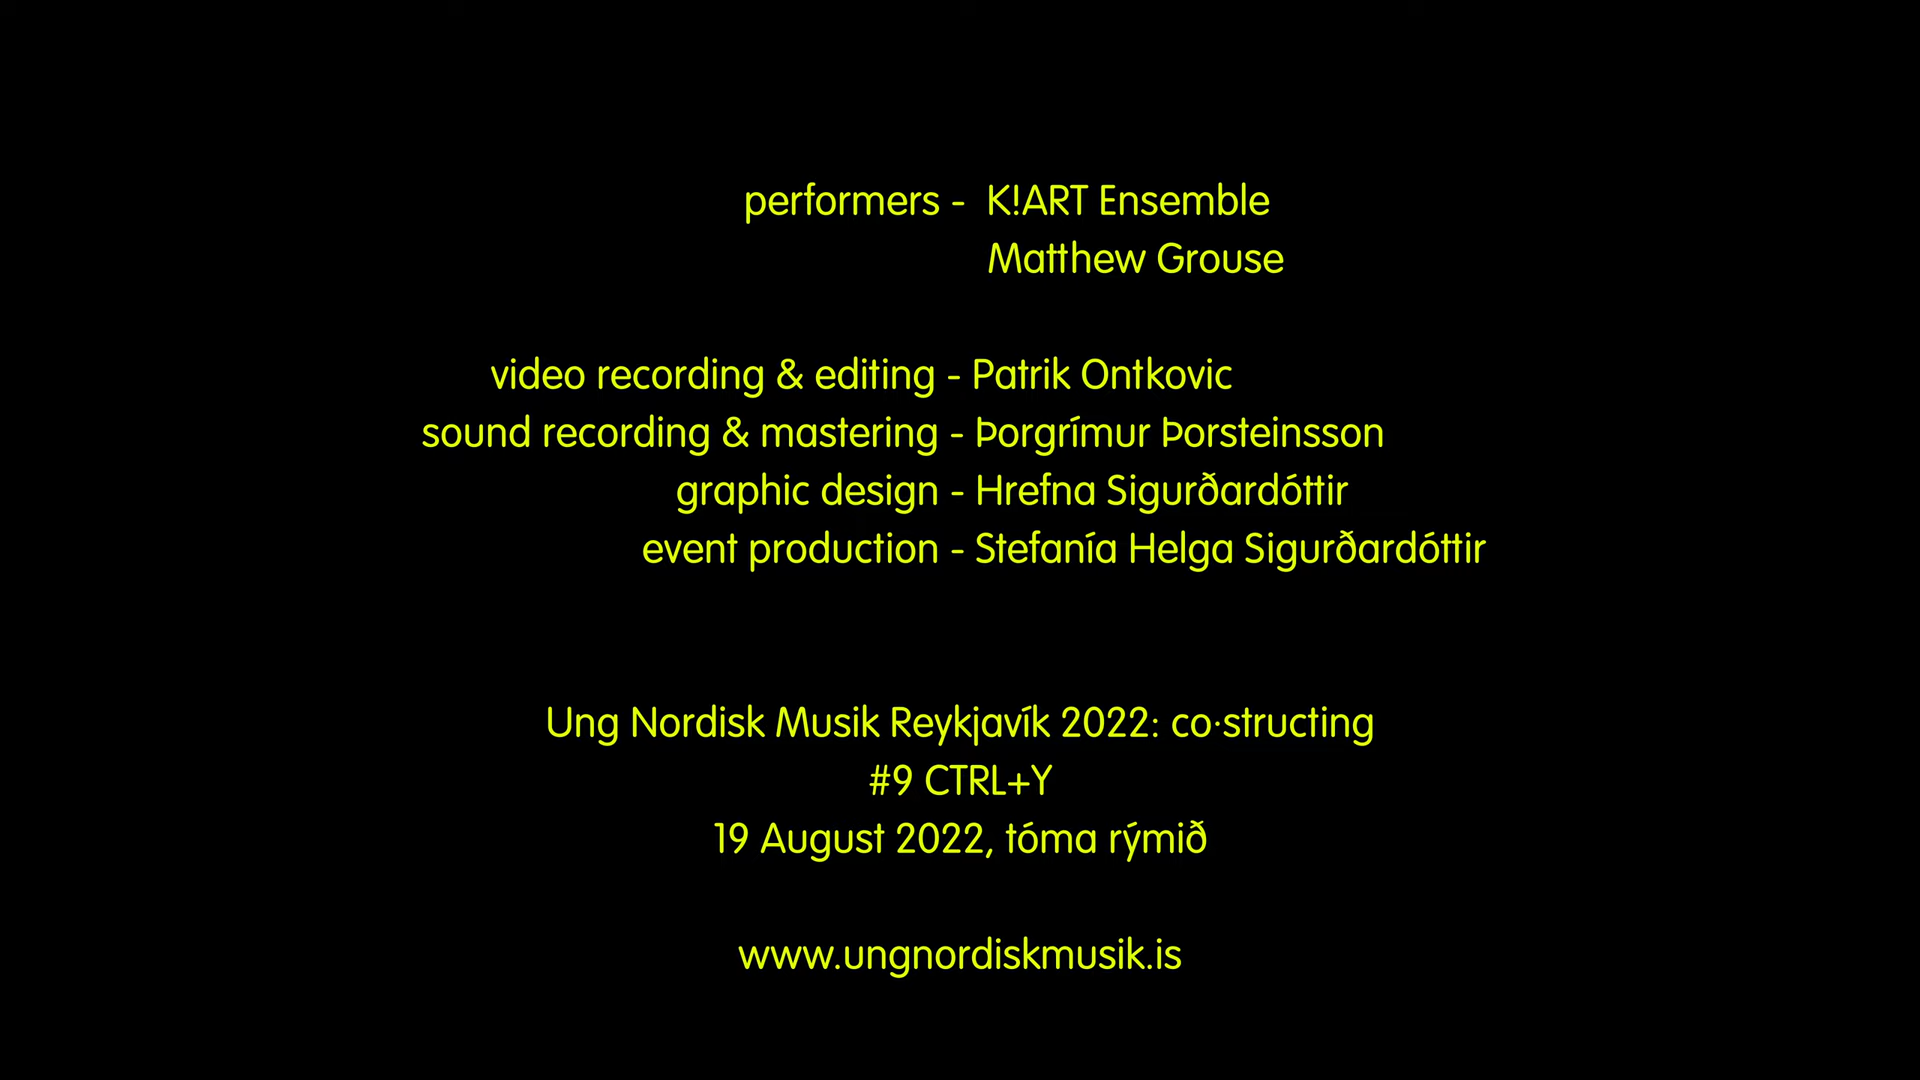 performers - K!ART Ensemble
Matthew Grouse
video recording & editing - Patrik Ontkovic
sound recording & mastering - Þorgrímur Þorsteinsson
graphic design - Hrefna Sigurðardóttir
event production - Stefanía Helga Sigurðardóttir
Ung Nordisk Musik Reykjavík 2022: co·structing
#9 CTRL+Y
19 August 2022, tóma rýmið
www.ungnordiskmusik.is